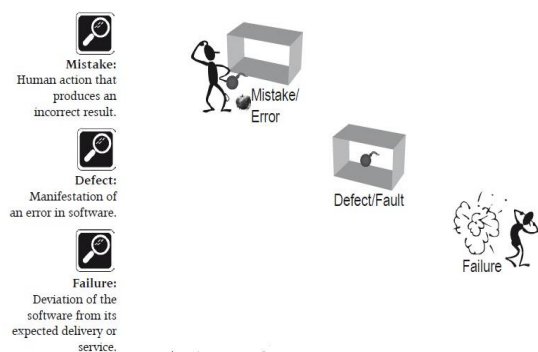 Mistake:
Human action that
produces an
incorrect result.
Defect:
Manifestation of
an error in software.
Failure:
Deviation of the
software from its
expected delivery or
service.
Mistake/
Error
Defect/Fault
Failure